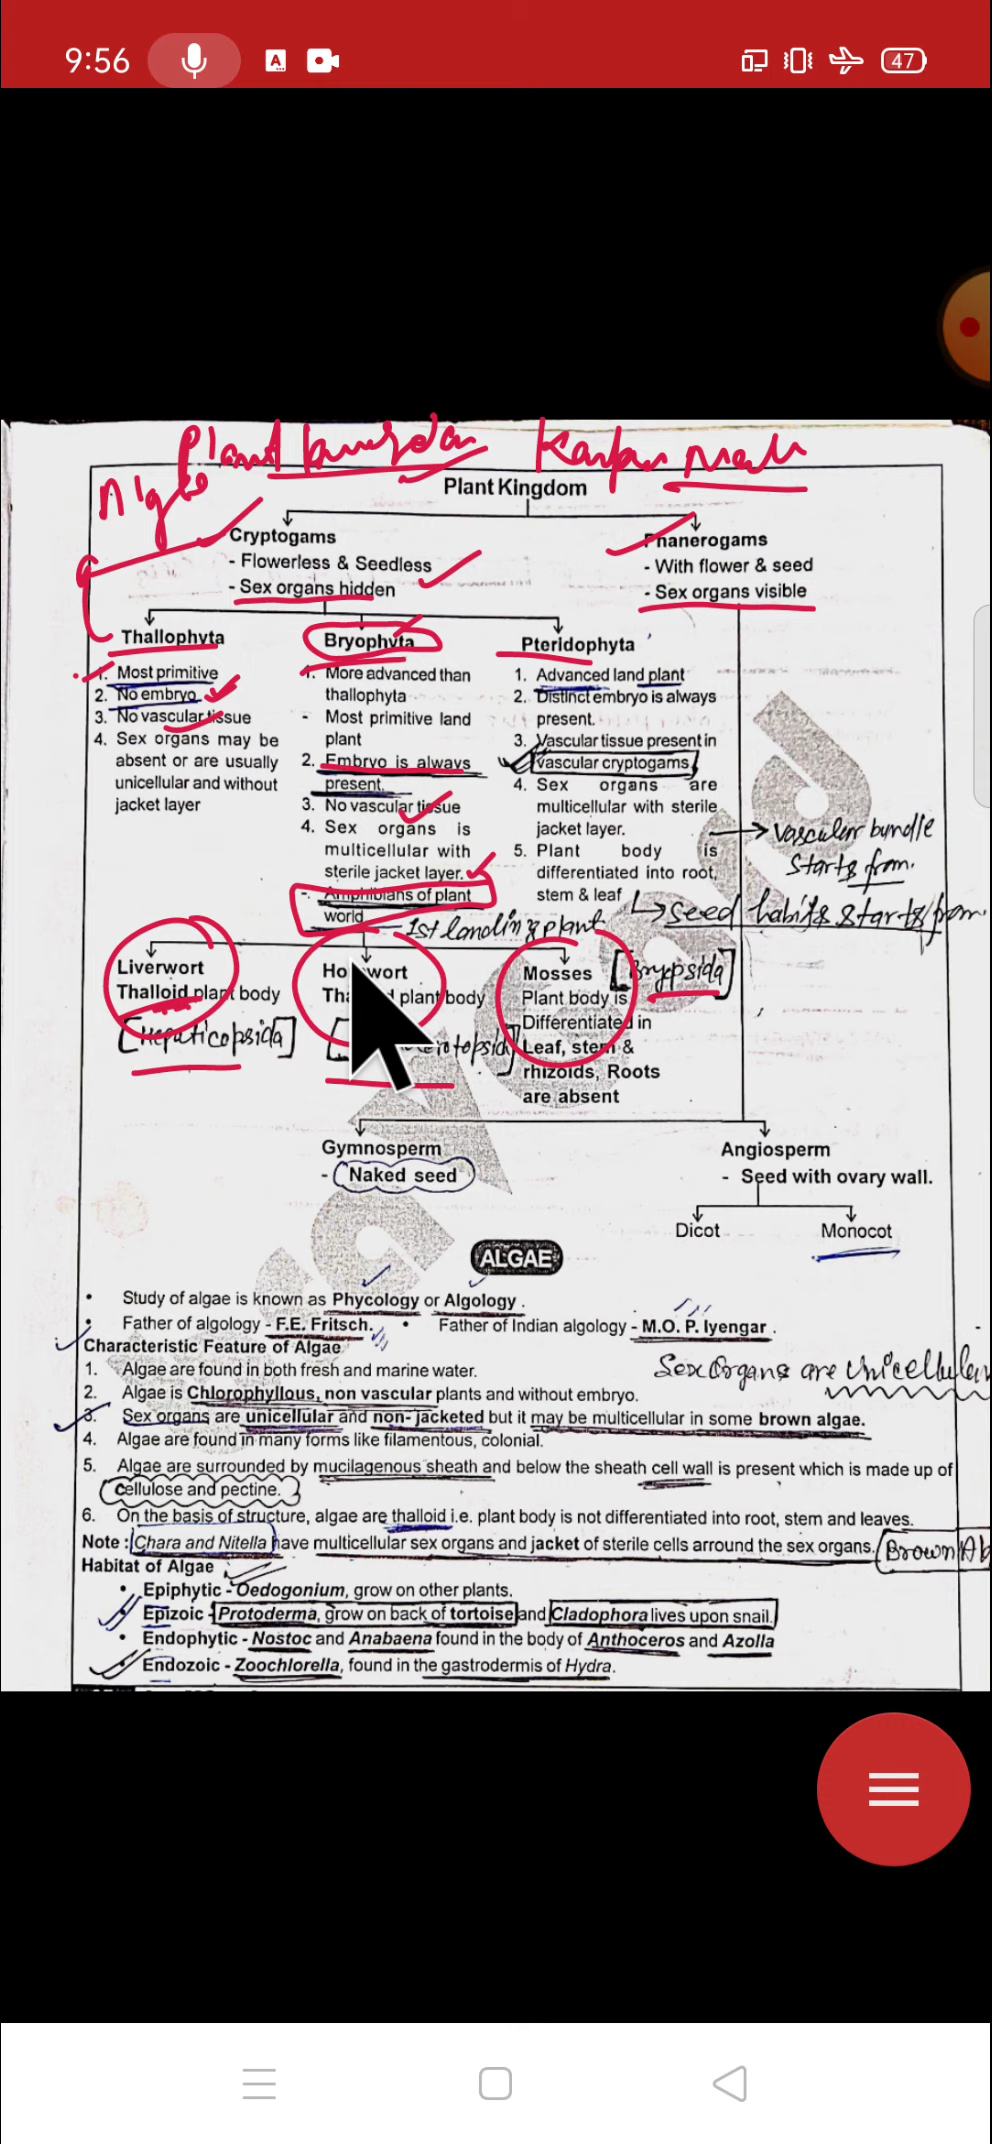 9:56
47
Plant kingdom
Algae
Plant Kingdom
Cryptogams
- Flowerless & Seedless
- Sex organs hidden
Phanerogams
- With flower & seed
- Sex organs visible
Thallophyta
1. Most primitive
2. No embryo
3. No vascular tissue
4. Sex organs may be
absent or are usually
unicellular and without
jacket layer
Bryophyta
1. More advanced than
thallophyta
- Most primitive land
plant
2. Embryo is always
present.
3. No vascular tissue
4. Sex organs is
multicellular with
sterile jacket layer.
- Amphibians of plant
world
1st landing plant
Pteridophyta
1. Advanced land plant
2. Distinct embryo is always
present.
3. Vascular tissue present in
vascular cryptogams.
4. Sex organs are
multicellular with sterile
jacket layer.
5. Plant body is
differentiated into root,
stem & leaf
Vascular bundle
starts from.
seed habits starts from
Liverwort
Thalloid plant body
[Hepaticopsida]
plant body
Mosses
[Bryopsida]
Plant body is
Differentiated in
Leaf, stem &
rhizoids, Roots
are absent
Gymnosperm
- Naked seed
Angiosperm
- Seed with ovary wall.
Dicot
Monocot
ALGAE
• Study of algae is known as Phycology or Algology.
• Father of algology - F.E. Fritsch. • Father of Indian algology - M.O. P. Iyengar.
Characteristic Feature of Algae
Sex organs are unicellular
1. Algae are found in both fresh and marine water.
2. Algae is Chlorophyllous, non vascular plants and without embryo.
3. Sex organs are unicellular and non-jacketed but it may be multicellular in some brown algae.
4. Algae are found in many forms like filamentous, colonial.
5. Algae are surrounded by mucilagenous sheath and below the sheath cell wall is present which is made up of
cellulose and pectine.
6. On the basis of structure, algae are thalloid i.e. plant body is not differentiated into root, stem and leaves.
Note : Chara and Nitella have multicellular sex organs and jacket of sterile cells arround the sex organs.
Brown
Habitat of Algae
• Epiphytic - Oedogonium, grow on other plants.
• Epizoic - Protoderma, grow on back of tortoise and Cladophora lives upon snail.
• Endophytic - Nostoc and Anabaena found in the body of Anthoceros and Azolla
• Endozoic - Zoochlorella, found in the gastrodermis of Hydra.